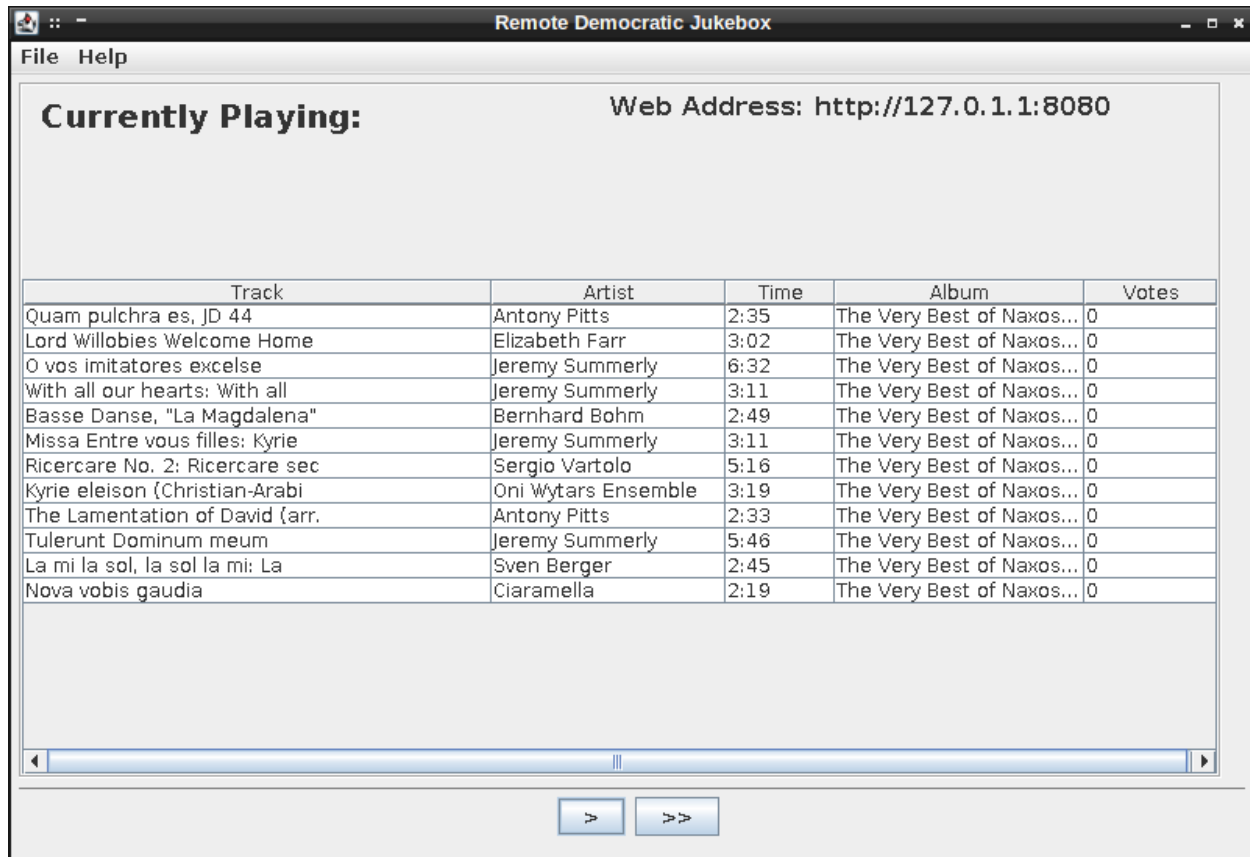 Remote Democratic Jukebox
File Help
Currently Playing:
Web Address: http://127.0.1.1:8080
Track Artist Time Album Votes
Quam pulchra es, JD 44 Antony Pitts 2:35 The Very Best of Naxos... 0
Lord Willobies Welcome Home Elizabeth Farr 3:02 The Very Best of Naxos... 0
O vos imitatores excelse Jeremy Summerly 6:32 The Very Best of Naxos... 0
With all our hearts: With all Jeremy Summerly 3:11 The Very Best of Naxos... 0
Basse Danse, "La Magdalena" Bernhard Bohm 2:49 The Very Best of Naxos... 0
Missa Entre vous filles: Kyrie Jeremy Summerly 3:11 The Very Best of Naxos... 0
Ricercare No. 2: Ricercare sec Sergio Vartolo 5:16 The Very Best of Naxos... 0
Kyrie eleison (Christian-Arabi Oni Wytars Ensemble 3:19 The Very Best of Naxos... 0
The Lamentation of David (arr. Antony Pitts 2:33 The Very Best of Naxos... 0
Tulerunt Dominum meum Jeremy Summerly 5:46 The Very Best of Naxos... 0
La mi la sol, la sol la mi: La Sven Berger 2:45 The Very Best of Naxos... 0
Nova vobis gaudia Ciaramella 2:19 The Very Best of Naxos... 0
> >>